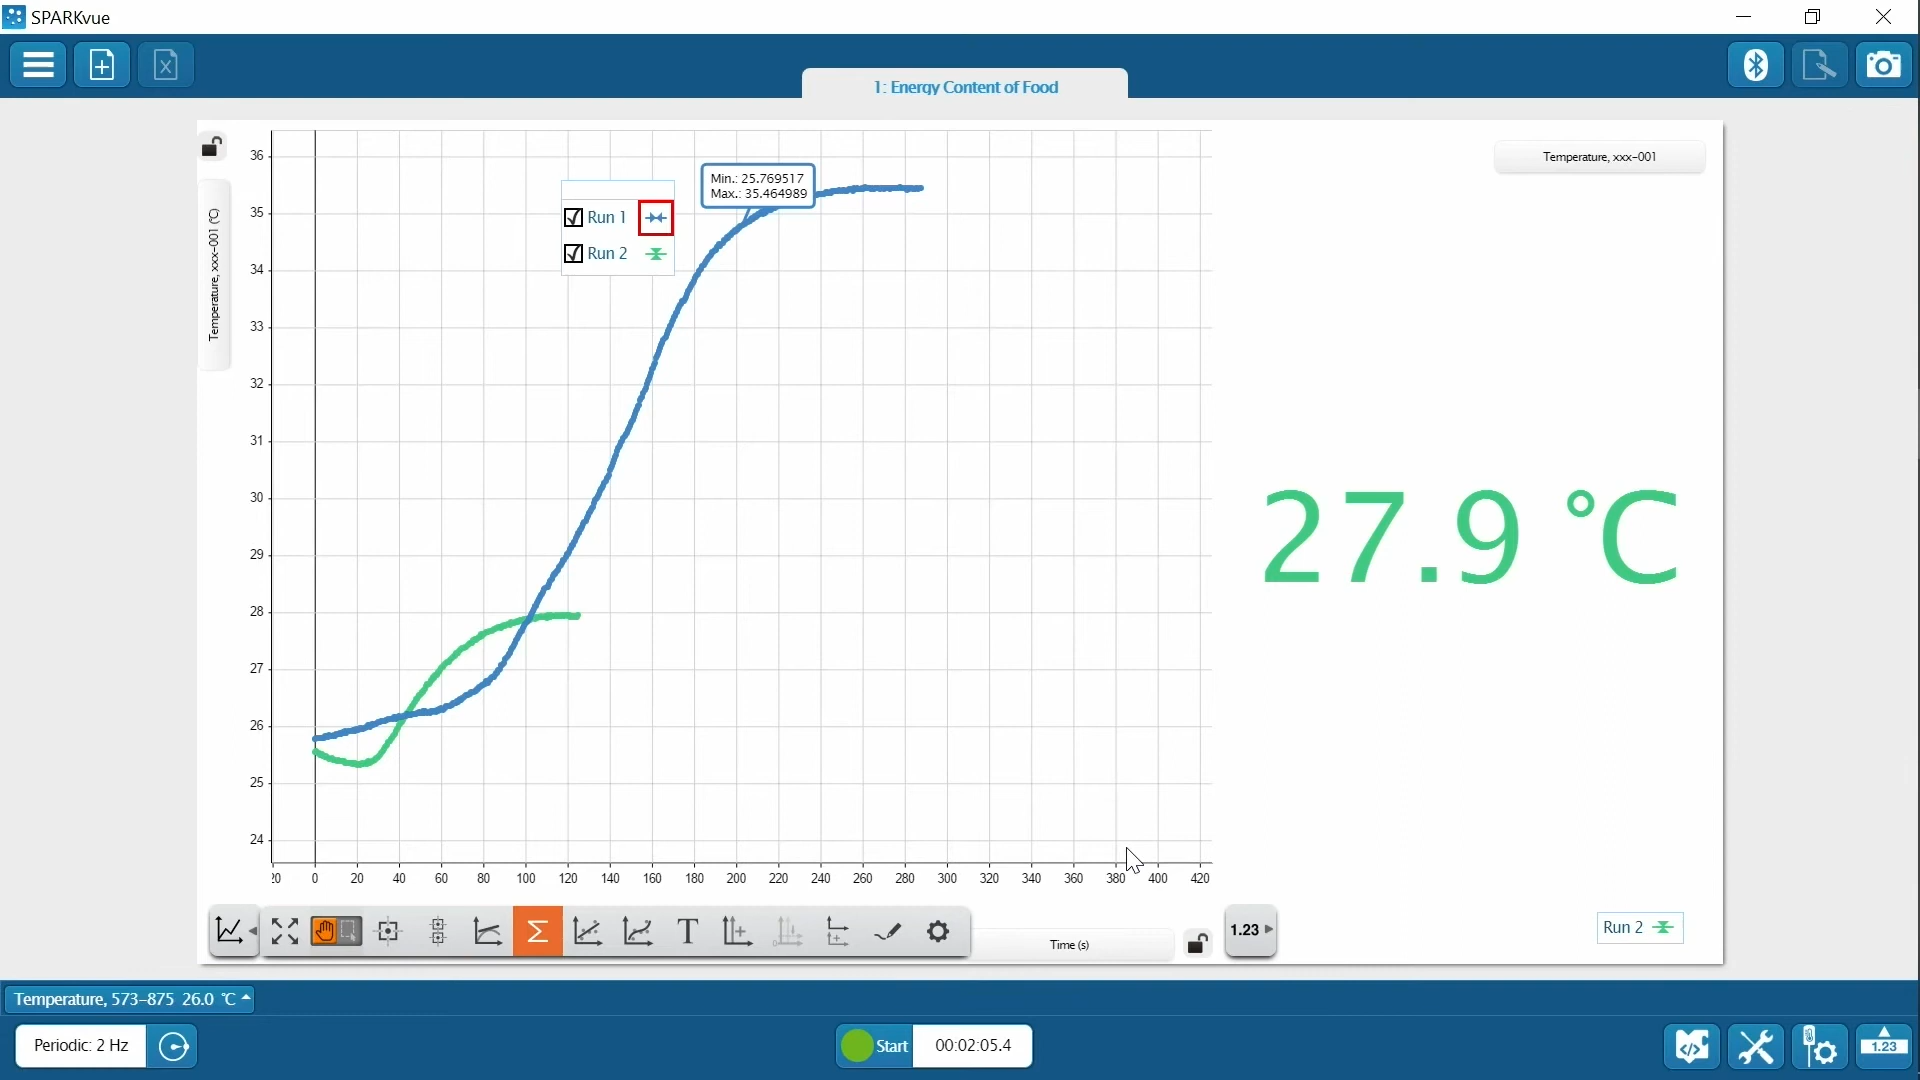 SPARKvue
1: Energy Content of Food
Temperature, xxx-001
Temperature, xxx-001 (℃)
36
35
34
33
32
31
30
29
28
27
26
25
24
Min.: 25.769517
Max.: 35.464989
Run 1
Run 2
27.9 °C
20 0 20 40 60 80 100 120 140 160 180 200 220 240 260 280 300 320 340 360 380 400 420
Σ
T
Time (s)
1.23
Run 2
Temperature, 573-875 26.0 ℃
Periodic: 2 Hz
Start
00:02:05.4
1.23